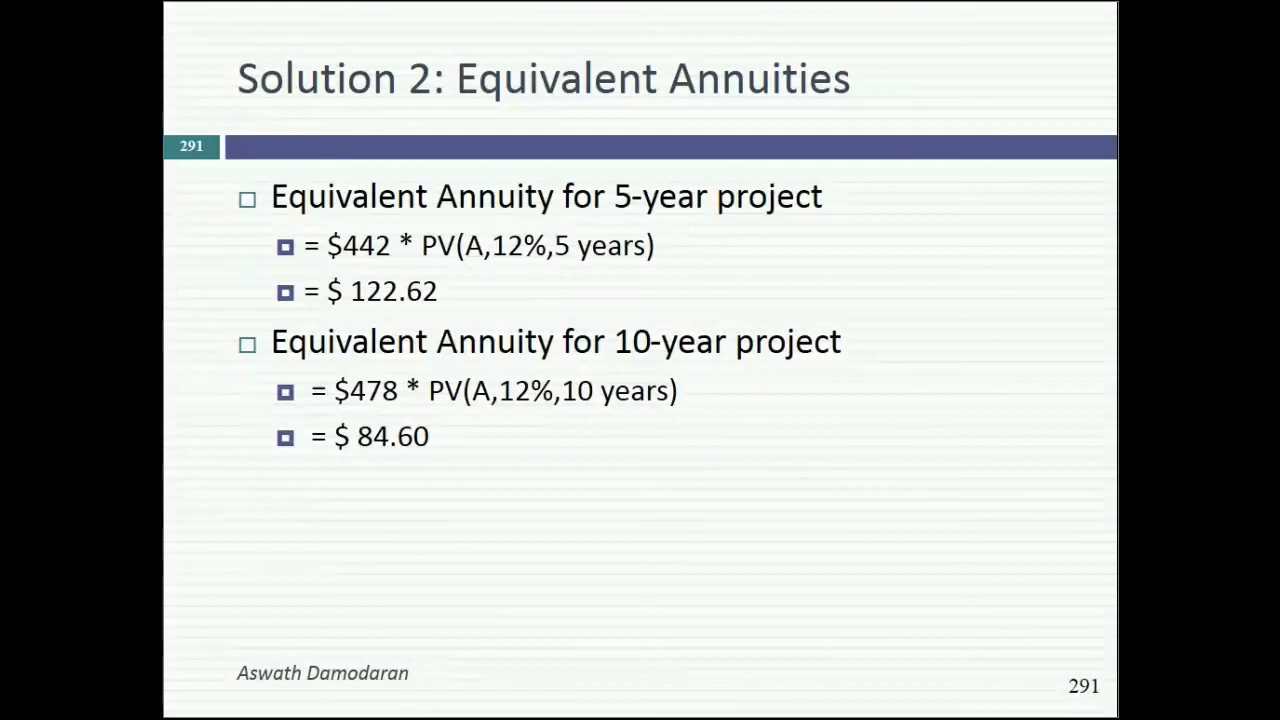 Solution 2: Equivalent Annuities
291
Equivalent Annuity for 5-year project
= $442 * PV(A,12%,5 years)
= $ 122.62
Equivalent Annuity for 10-year project
= $478 * PV(A,12%,10 years)
= $ 84.60
Aswath Damodaran
291